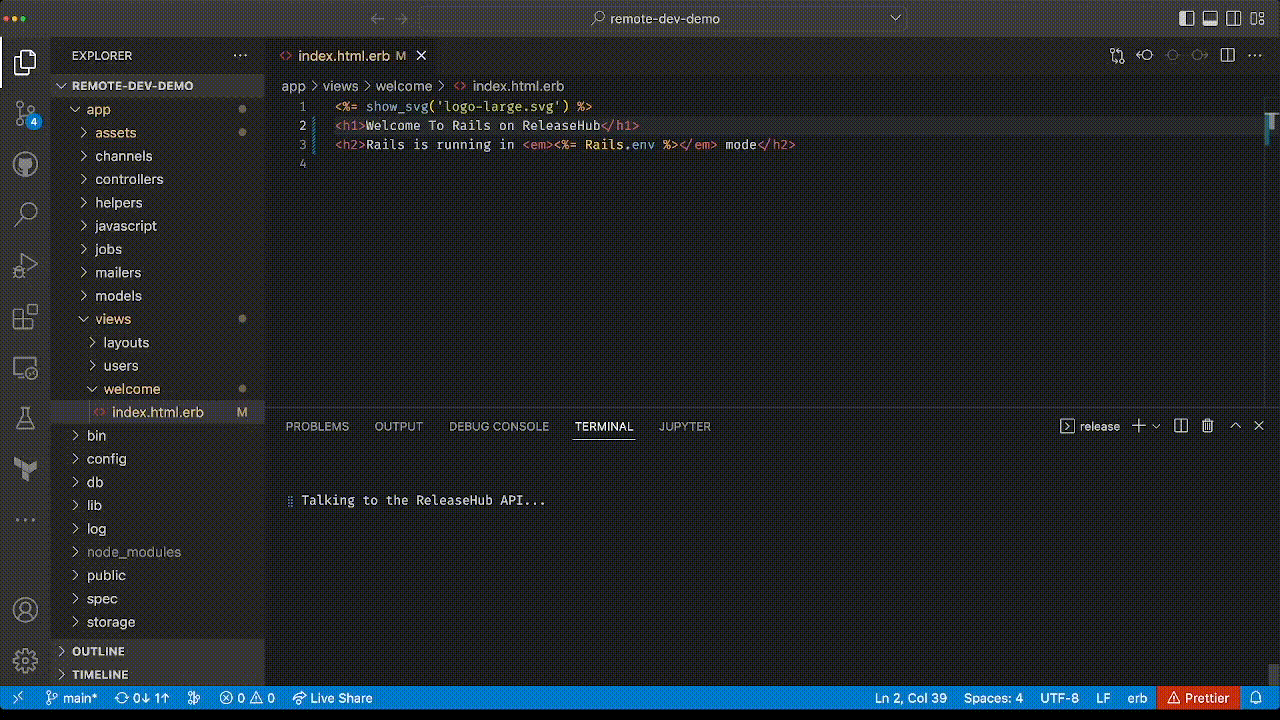 remote-dev-demo
EXPLORER
index.html.erb M
REMOTE-DEV-DEMO
app
assets
channels
controllers
helpers
javascript
jobs
mailers
models
views
layouts
users
welcome
index.html.erb M
bin
config
db
lib
log
node_modules
public
spec
storage
OUTLINE
TIMELINE
4
app > views > welcome > index.html.erb
1 <%= show_svg('logo-large.svg') %>
2 <h1>Welcome To Rails on ReleaseHub</h1>
3 <h2>Rails is running in <em><%= Rails.env %></em> mode</h2>
4
PROBLEMS OUTPUT DEBUG CONSOLE TERMINAL JUPYTER
release
Talking to the ReleaseHub API...
main* 0↓ 1↑ 0 0 Live Share
Ln 2, Col 39 Spaces: 4 UTF-8 LF erb Prettier